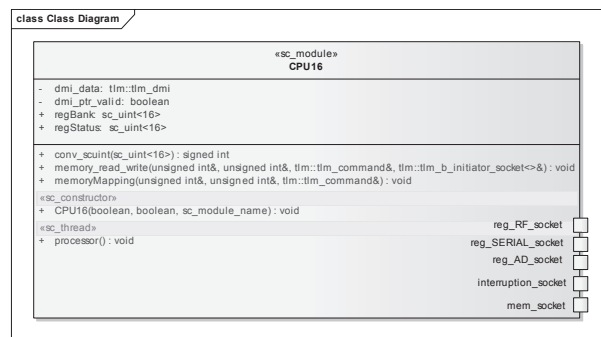 class Class Diagram
«sc_module»
CPU16
- dmi_data: tlm::tlm_dmi
- dmi_ptr_valid: boolean
+ regBank: sc_uint<16>
+ regStatus: sc_uint<16>
+ conv_scuint(sc_uint<16>) : signed int
+ memory_read_write(unsigned int&, unsigned int&, tlm::tlm_command&, tlm::tlm_b_initiator_socket<>&) : void
+ memoryMapping(unsigned int&, unsigned int&, tlm::tlm_command&) : void
«sc_constructor»
+ CPU16(boolean, boolean, sc_module_name) : void
«sc_thread»
+ processor() : void
reg_RF_socket
reg_SERIAL_socket
reg_AD_socket
interruption_socket
mem_socket